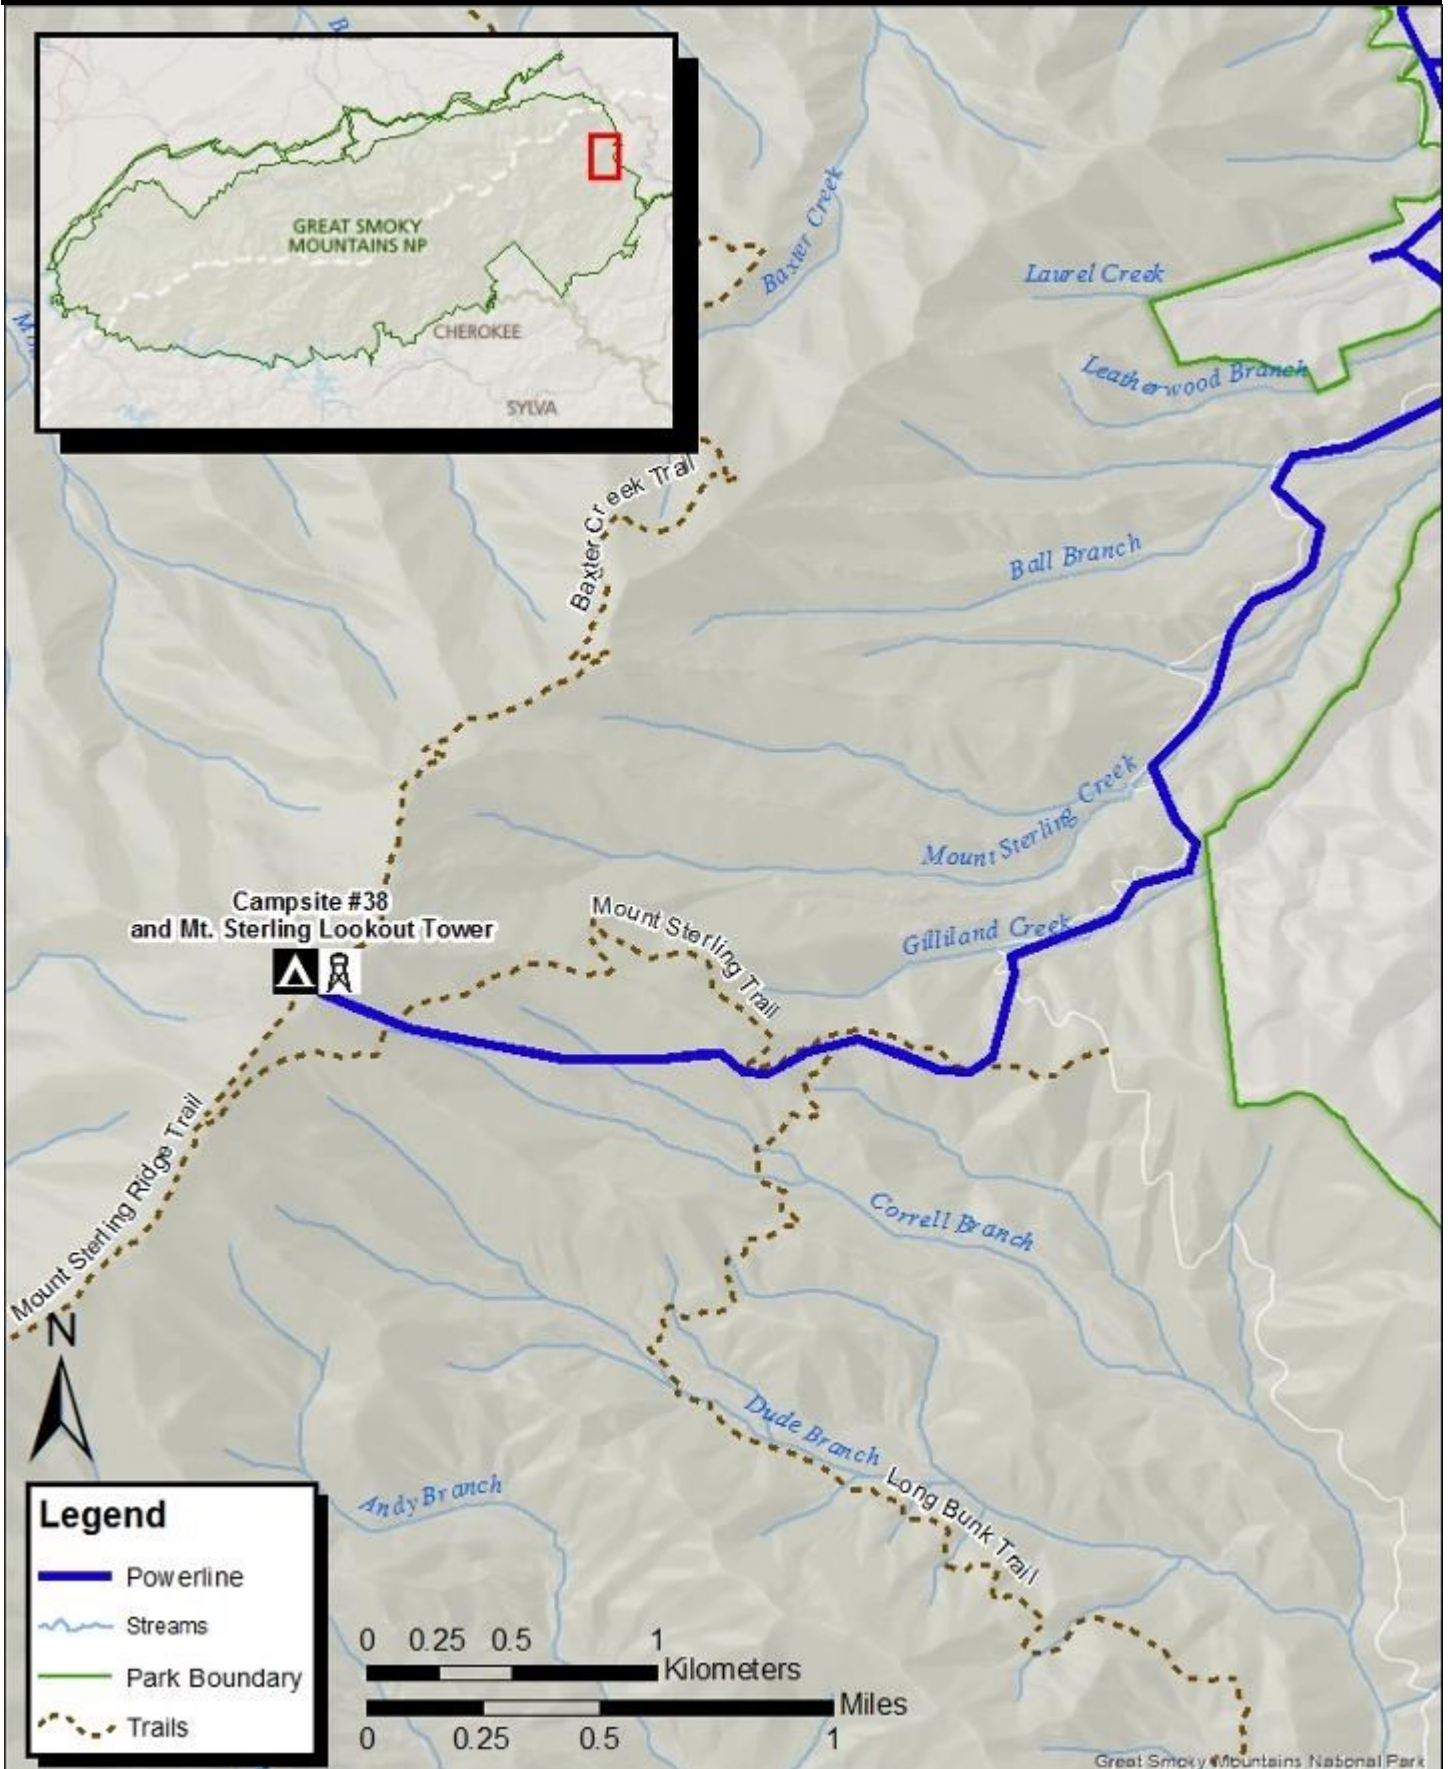 GREAT SMOKY
MOUNTAINS NP
CHEROKEE
SYLVA
Baxter Creek
Laurel Creek
Leatherwood Branch
Baxter Creek Trail
Ball Branch
Mount Sterling Creek
Campsite #38
and Mt. Sterling Lookout Tower
Mount Sterling Trail
Gilliland Creek
Mount Sterling Ridge Trail
Correll Branch
N
Dude Branch
Long Bunk Trail
Andy Branch
Legend
Powerline
Streams
Park Boundary
Trails
0 0.25 0.5 1
Kilometers
Miles
0 0.25 0.5 1
Great Smoky Mountains National Park